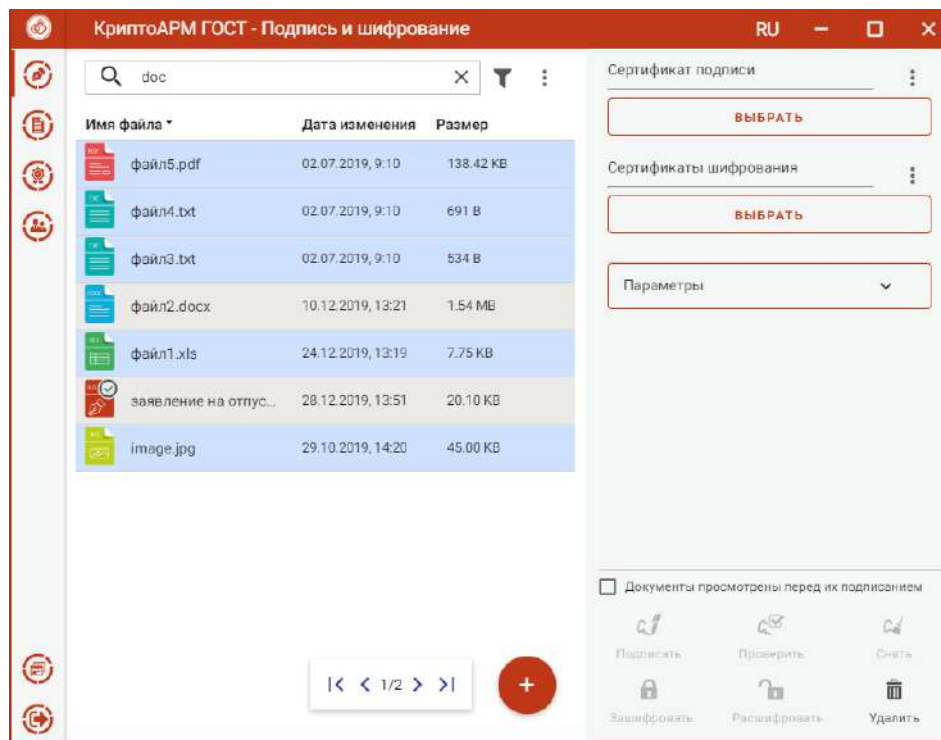 КриптоАРМ ГОСТ - Подпись и шифрование RU
doc
Имя файла Дата изменения Размер
файл5.pdf 02.07.2019, 9:10 138.42 KB
файл4.txt 02.07.2019, 9:10 691 B
файл3.txt 02.07.2019, 9:10 534 B
файл2.docx 10.12.2019, 13:21 1.54 MB
файл1.xls 24.12.2019, 13:19 7.75 KB
заявление на отпус... 28.12.2019, 13:51 20.10 KB
image.jpg 29.10.2019, 14:20 45.00 KB
1/2
Сертификат подписи
ВЫБРАТЬ
Сертификаты шифрования
ВЫБРАТЬ
Параметры
Документы просмотрены перед их подписанием
Подписать Проверить Снять
Зашифровать Расшифровать Удалить